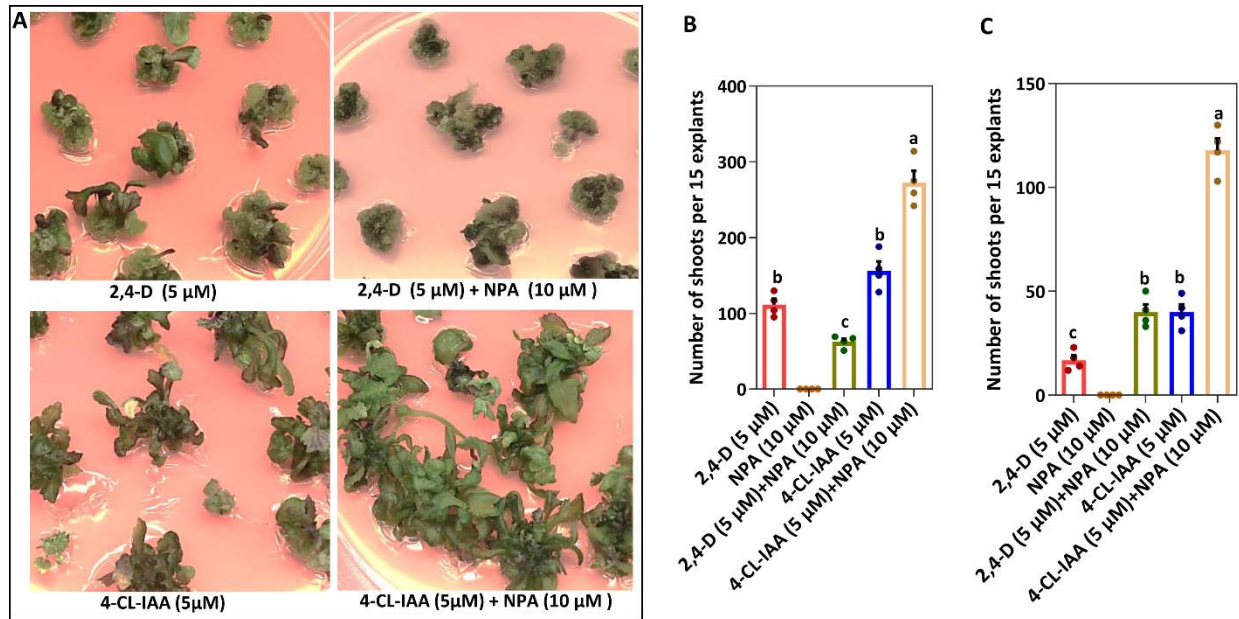 A
2,4-D (5 µM)
2,4-D (5 µM) + NPA (10 µM )
4-CL-IAA (5µM)
4-CL-IAA (5µM) + NPA (10 µM )
B
Number of shoots per 15 explants
400
300
200
100
0
b
c
b
a
2,4-D (5 µM)
NPA (10 µM)
2,4-D (5 µM)+NPA (10 µM)
4-CL-IAA (5 µM)
4-CL-IAA (5 µM)+NPA (10 µM)
C
Number of shoots per 15 explants
150
100
50
0
c
b
b
a
2,4-D (5 µM)
NPA (10 µM)
2,4-D (5 µM)+NPA (10 µM)
4-CL-IAA (5 µM)
4-CL-IAA (5 µM)+NPA (10 µM)